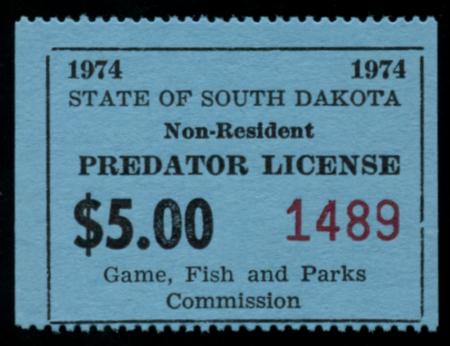 1974 1974
STATE OF SOUTH DAKOTA
Non-Resident
PREDATOR LICENSE
$5.00 1489
Game, Fish and Parks
Commission